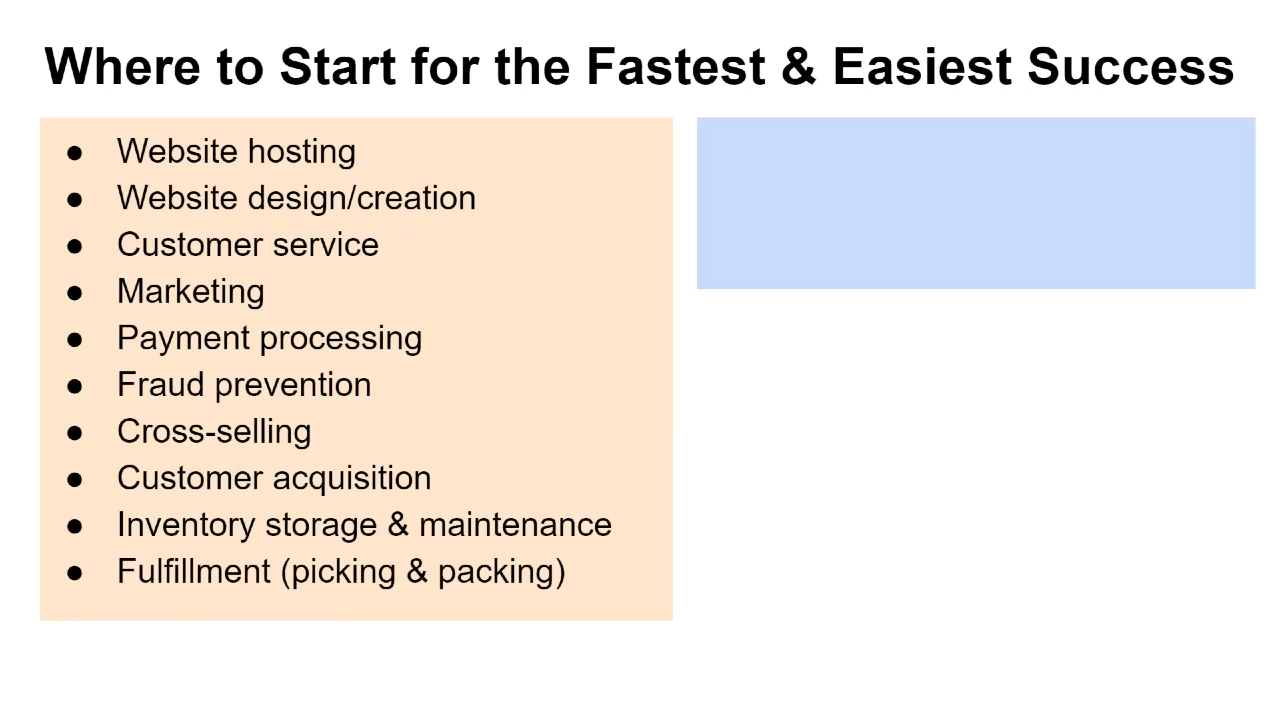 Where to Start for the Fastest & Easiest Success
● Website hosting
● Website design/creation
● Customer service
● Marketing
● Payment processing
● Fraud prevention
● Cross-selling
● Customer acquisition
● Inventory storage & maintenance
● Fulfillment (picking & packing)